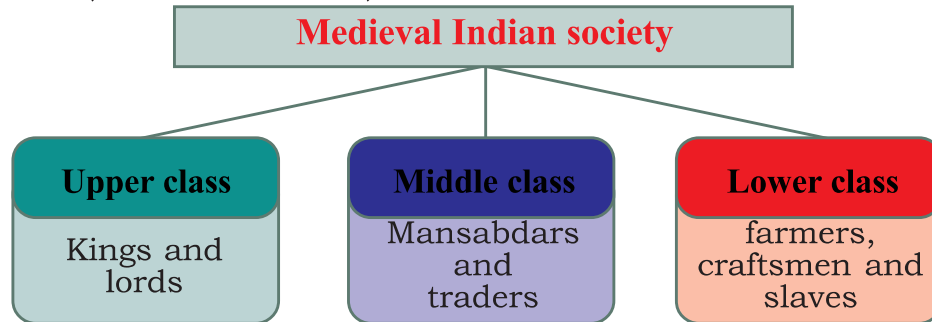 Medieval Indian society
Upper class
Kings and
lords
Middle class
Mansabdars
and
traders
Lower class
farmers,
craftsmen and
slaves